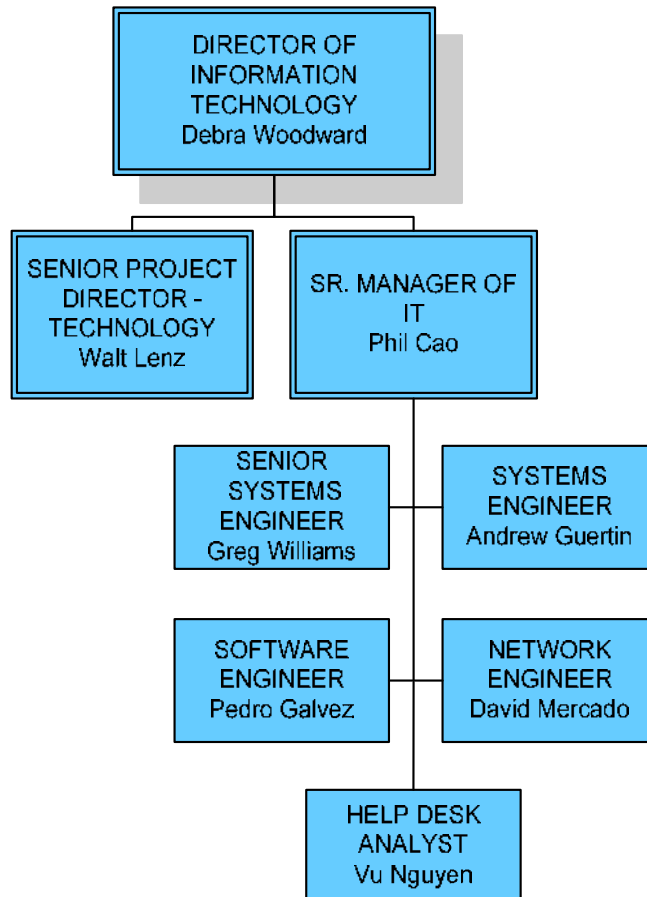 DIRECTOR OF
INFORMATION
TECHNOLOGY
Debra Woodward
SENIOR PROJECT
DIRECTOR -
TECHNOLOGY
Walt Lenz
SR. MANAGER OF
IT
Phil Cao
SENIOR
SYSTEMS
ENGINEER
Greg Williams
SYSTEMS
ENGINEER
Andrew Guertin
SOFTWARE
ENGINEER
Pedro Galvez
NETWORK
ENGINEER
David Mercado
HELP DESK
ANALYST
Vu Nguyen